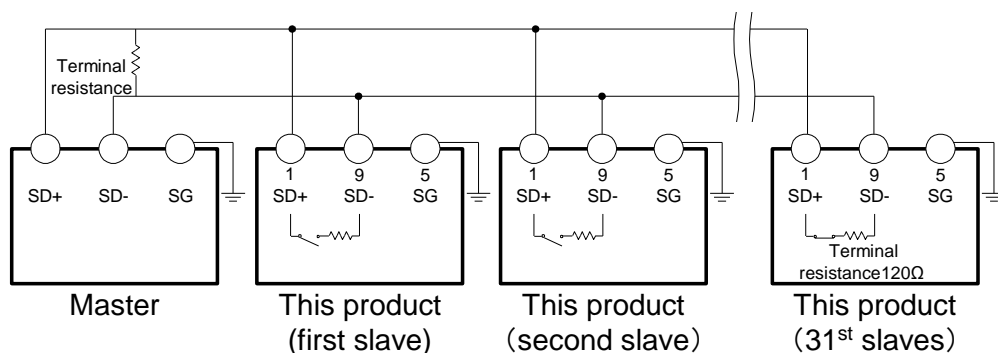 Terminal
resistance
SD+ SD- SG
1 9 5
SD+ SD- SG
1 9 5
SD+ SD- SG
1 9 5
SD+ SD- SG
Terminal
resistance120Ω
Master
This product
(first slave)
This product
（second slave）
This product
（31st slaves）